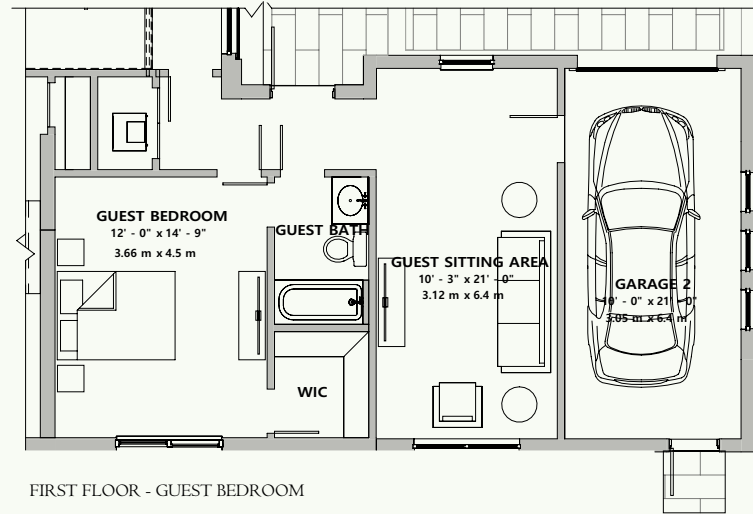 GUEST BEDROOM
12' - 0" x 14' - 9"
3.66 m x 4.5 m
GUEST BATH
GUEST SITTING AREA
10' - 3" x 21' - 0"
3.12 m x 6.4 m
GARAGE 2
10' - 0" x 21' - 0"
3.05 m x 6.4 m
WIC
FIRST FLOOR - GUEST BEDROOM